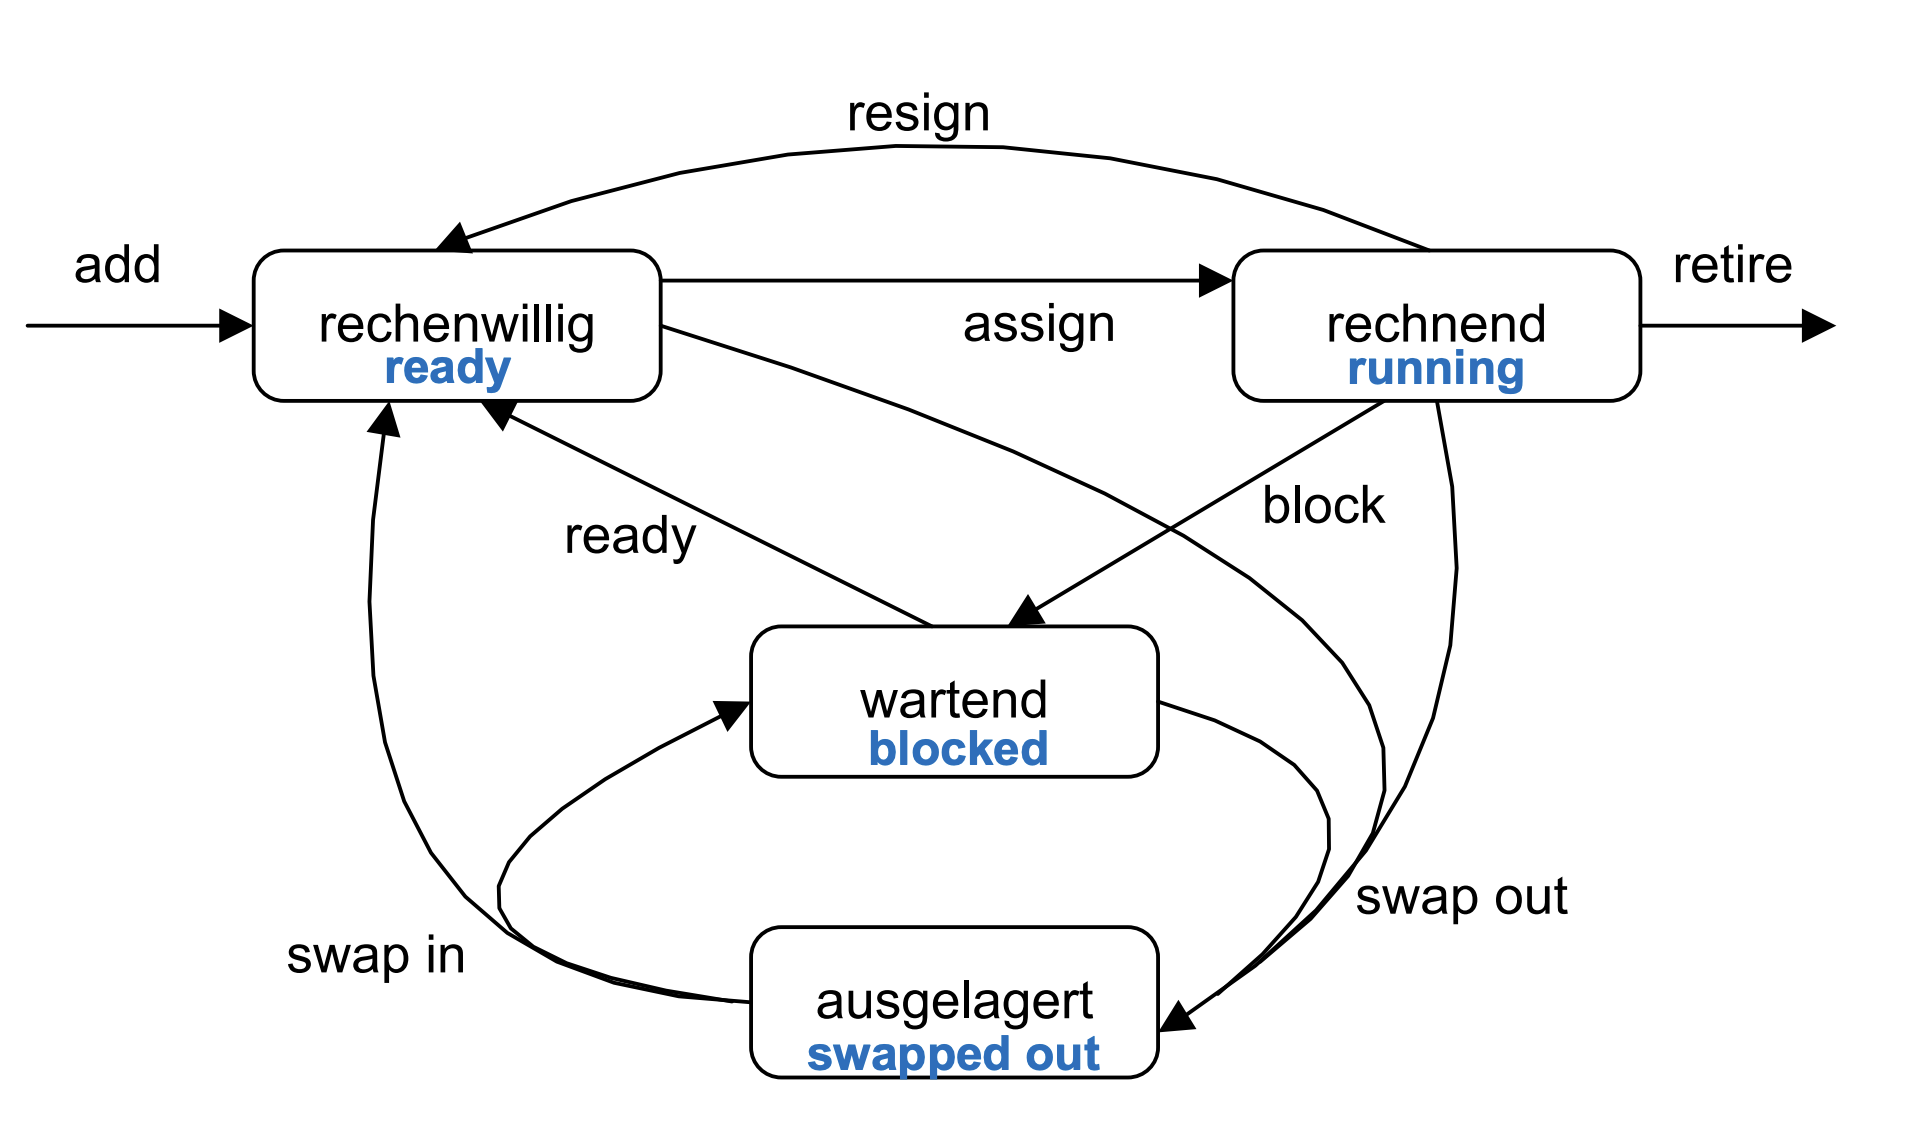 resign
add
retire
rechenwillig
ready
assign
rechnend
running
block
ready
wartend
blocked
swap out
swap in
ausgelagert
swapped out